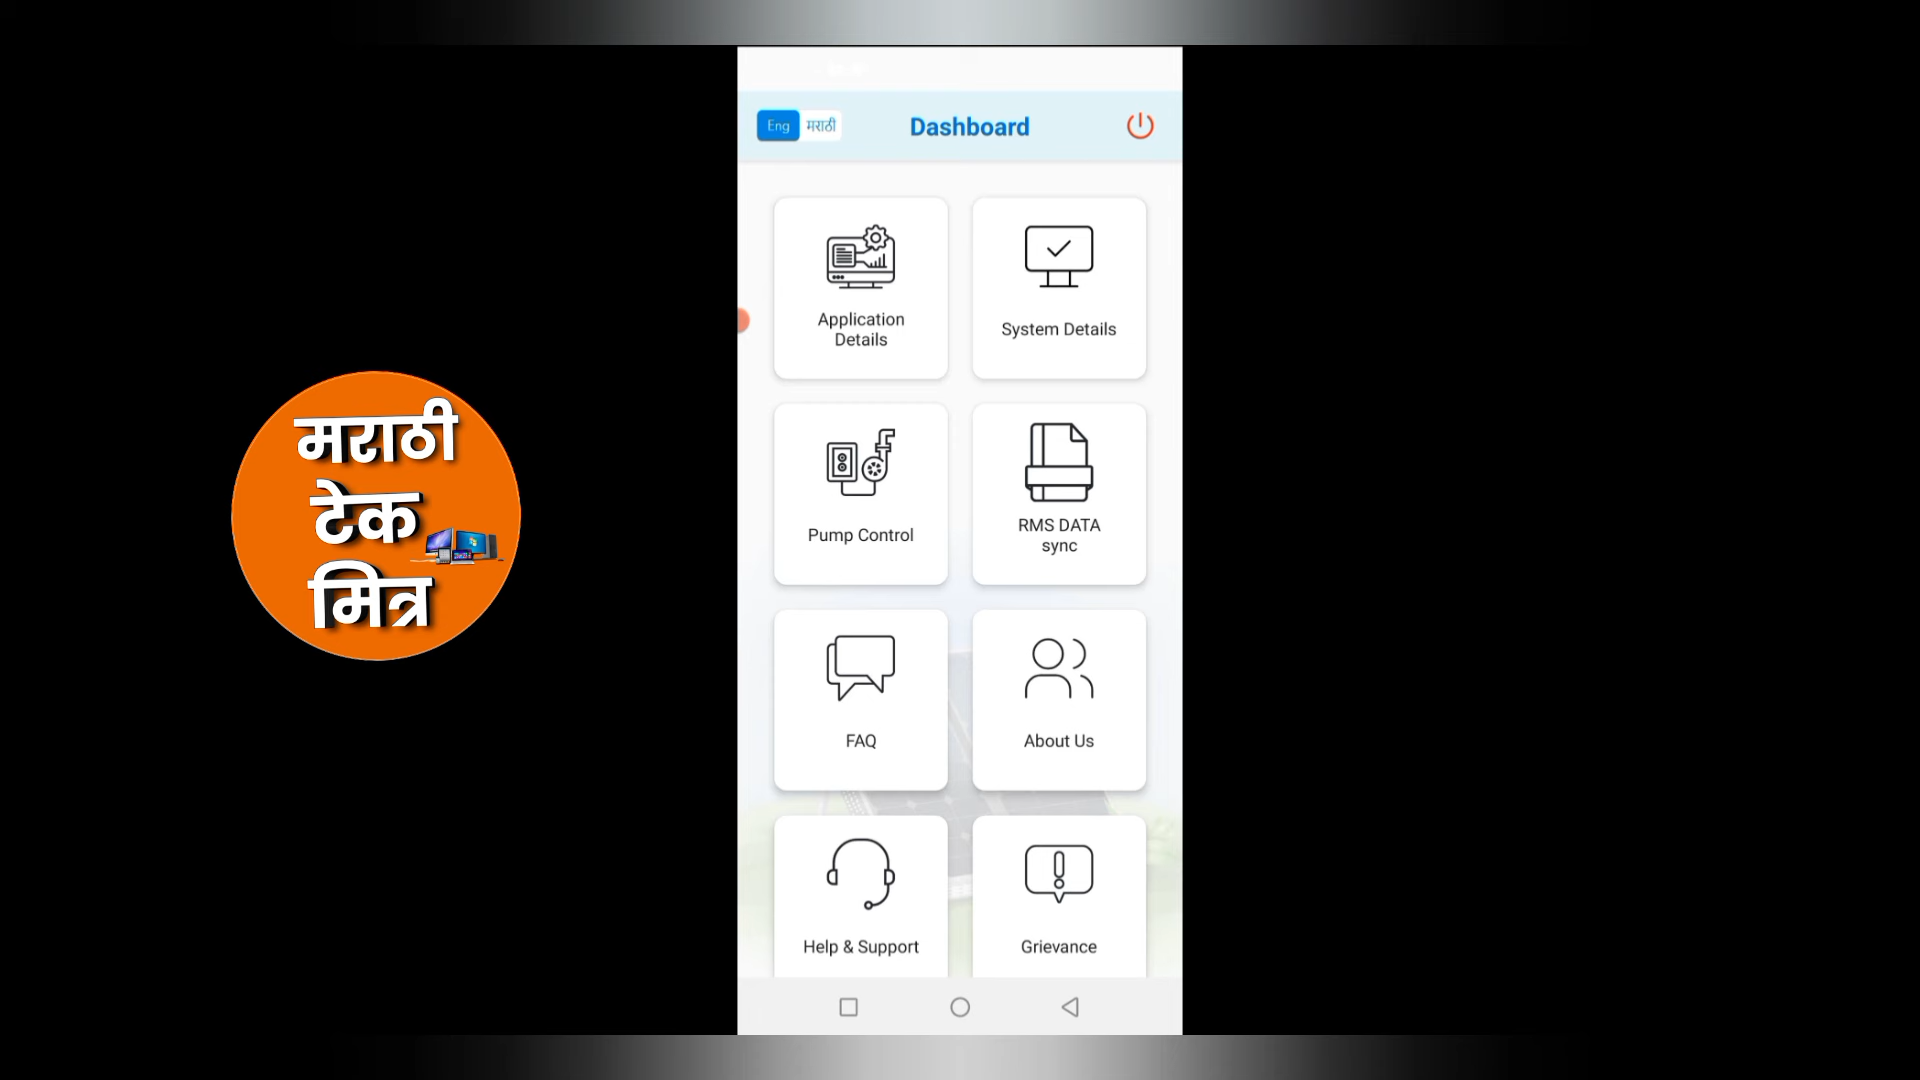 Eng मराठी
Dashboard
Application
Details
System Details
Pump Control
RMS DATA
sync
FAQ
About Us
Help & Support
Grievance
मराठी
टेक
मित्र